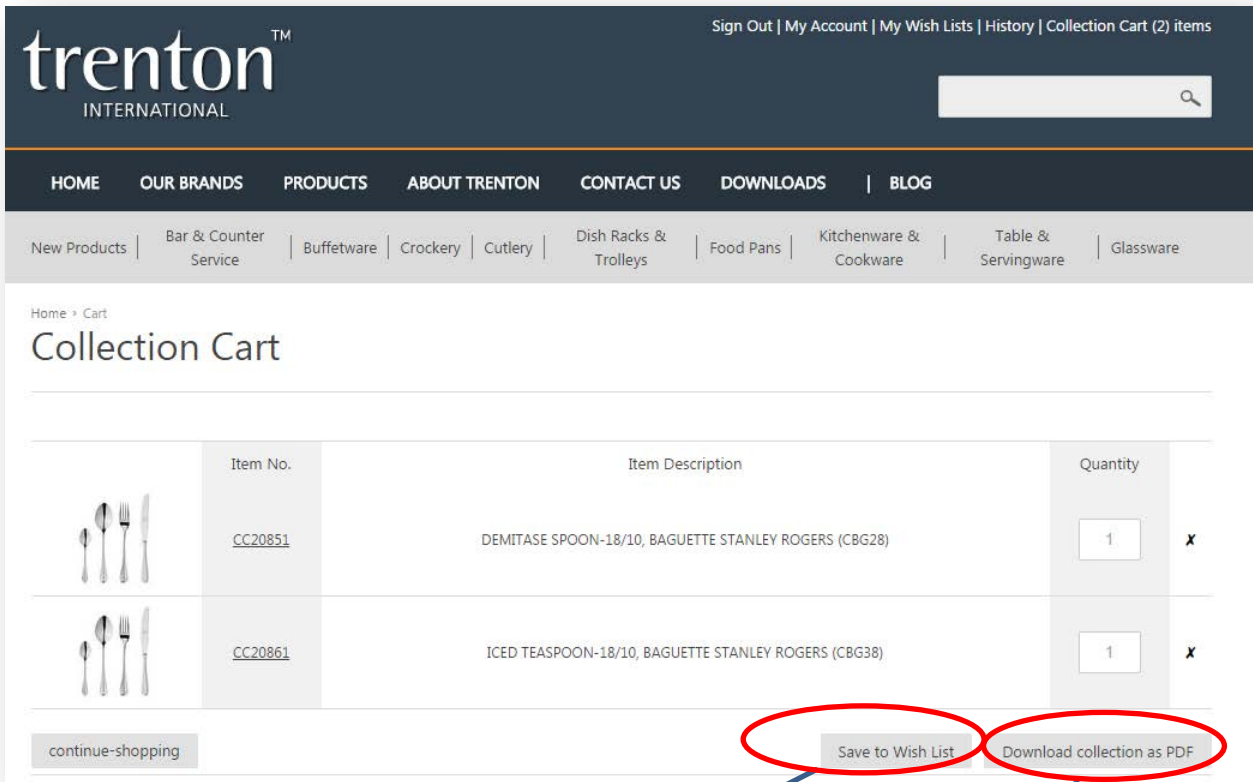 Sign Out | My Account | My Wish Lists | History | Collection Cart (2) items
trenton™
INTERNATIONAL
HOME OUR BRANDS PRODUCTS ABOUT TRENTON CONTACT US DOWNLOADS | BLOG
New Products | Bar & Counter Service | Buffetware | Crockery | Cutlery | Dish Racks & Trolleys | Food Pans | Kitchenware & Cookware | Table & Servingware | Glassware
Home › Cart
Collection Cart
Item No. Item Description Quantity
CC20851 DEMITASE SPOON-18/10, BAGUETTE STANLEY ROGERS (CBG28) 1 x
CC20861 ICED TEASPOON-18/10, BAGUETTE STANLEY ROGERS (CBG38) 1 x
continue-shopping Save to Wish List Download collection as PDF